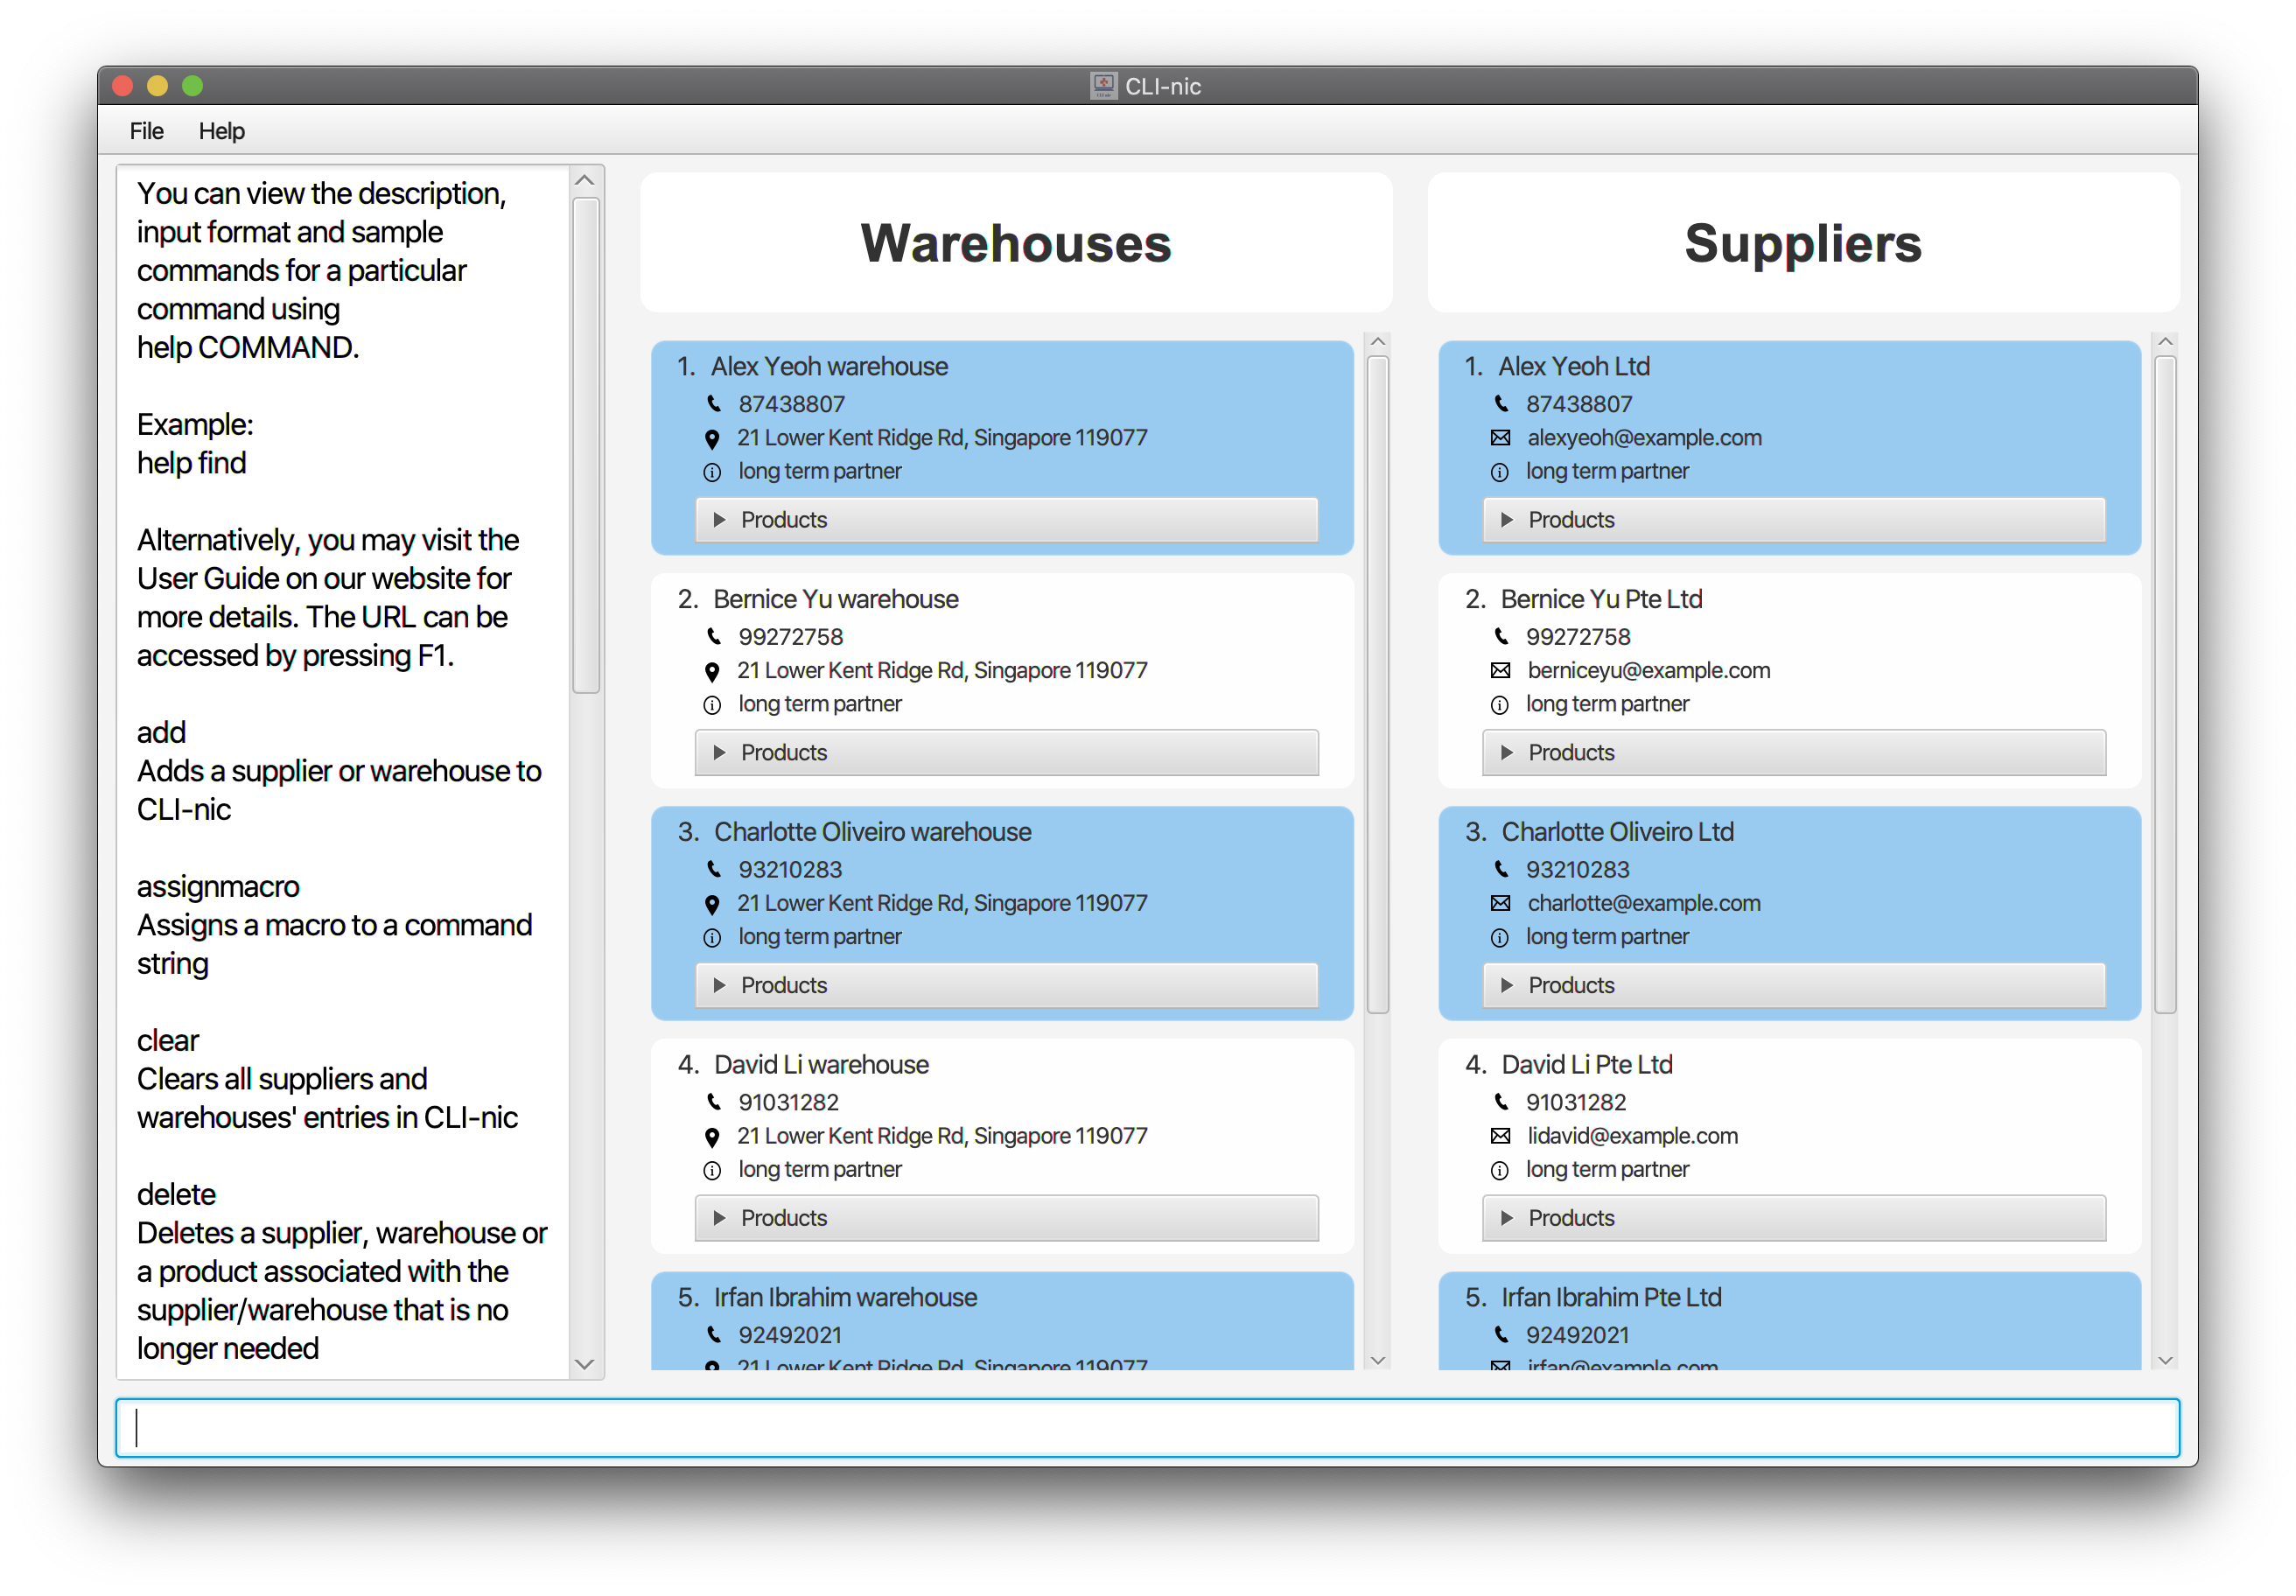 CLI-nic
File Help
You can view the description,
input format and sample
commands for a particular
command using
help COMMAND.
Example:
help find
Alternatively, you may visit the
User Guide on our website for
more details. The URL can be
accessed by pressing F1.
add
Adds a supplier or warehouse to
CLI-nic
assignmacro
Assigns a macro to a command
string
clear
Clears all suppliers and
warehouses' entries in CLI-nic
delete
Deletes a supplier, warehouse or
a product associated with the
supplier/warehouse that is no
longer needed
Warehouses
1. Alex Yeoh warehouse
87438807
21 Lower Kent Ridge Rd, Singapore 119077
long term partner
Products
2. Bernice Yu warehouse
99272758
21 Lower Kent Ridge Rd, Singapore 119077
long term partner
Products
3. Charlotte Oliveiro warehouse
93210283
21 Lower Kent Ridge Rd, Singapore 119077
long term partner
Products
4. David Li warehouse
91031282
21 Lower Kent Ridge Rd, Singapore 119077
long term partner
Products
5. Irfan Ibrahim warehouse
92492021
21 Lower Kent Ridge Rd, Singapore 119077
Suppliers
1. Alex Yeoh Ltd
87438807
alexyeoh@example.com
long term partner
Products
2. Bernice Yu Pte Ltd
99272758
berniceyu@example.com
long term partner
Products
3. Charlotte Oliveiro Ltd
93210283
charlotte@example.com
long term partner
Products
4. David Li Pte Ltd
91031282
lidavid@example.com
long term partner
Products
5. Irfan Ibrahim Pte Ltd
92492021
irfan@example.com